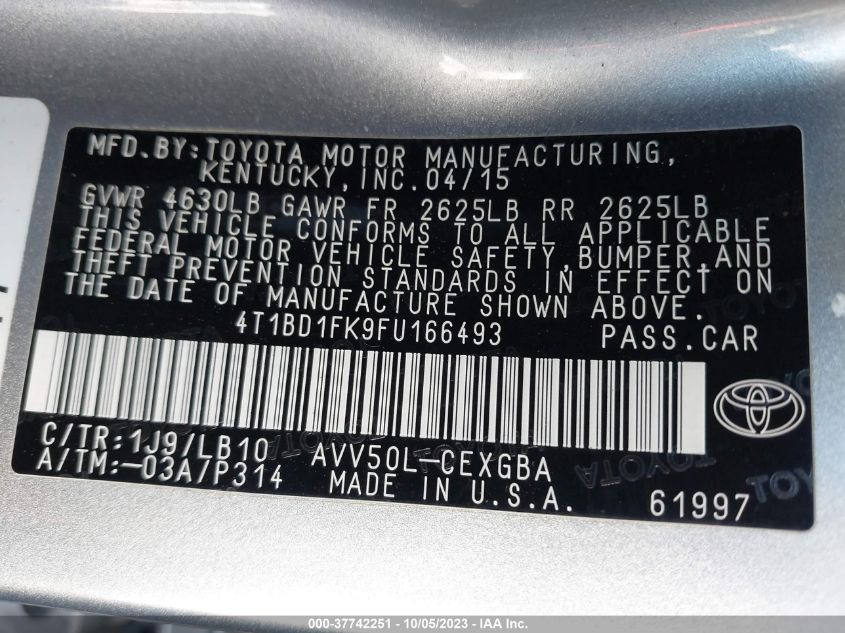 MFD.BY:TOYOTA MOTOR MANUFACTURING,
KENTUCKY,INC.04/15
GVWR 4630LB GAWR FR 2625LB RR 2625LB
THIS VEHICLE CONFORMS TO ALL APPLICABLE
FEDERAL MOTOR VEHICLE SAFETY,BUMPER,AND
THEFT PREVENTION STANDARDS IN EFFECT ON
THE DATE OF MANUFACTURE SHOWN ABOVE.
4T1BD1FK9FU166493 PASS.CAR
C/TR:1J9/LB10 AVV50L-CEXGBA
A/TM:-03A/P314 MADE IN U.S.A. 61997
000-37742251 - 10/05/2023 - IAA Inc.